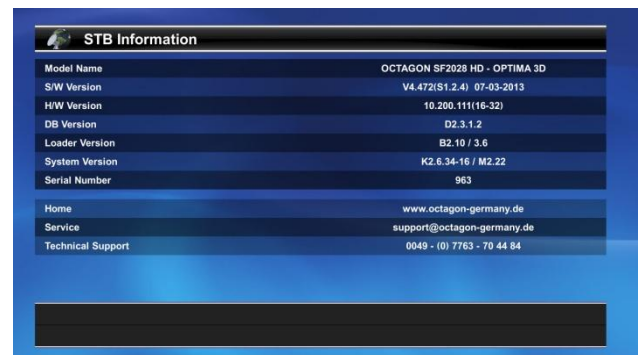 STB Information
Model Name OCTAGON SF2028 HD - OPTIMA 3D
S/W Version V4.472(S1.2.4) 07-03-2013
H/W Version 10.200.111(16-32)
DB Version D2.3.1.2
Loader Version B2.10 / 3.6
System Version K2.6.34-16 / M2.22
Serial Number 963
Home www.octagon-germany.de
Service support@octagon-germany.de
Technical Support 0049 - (0) 7763 - 70 44 84